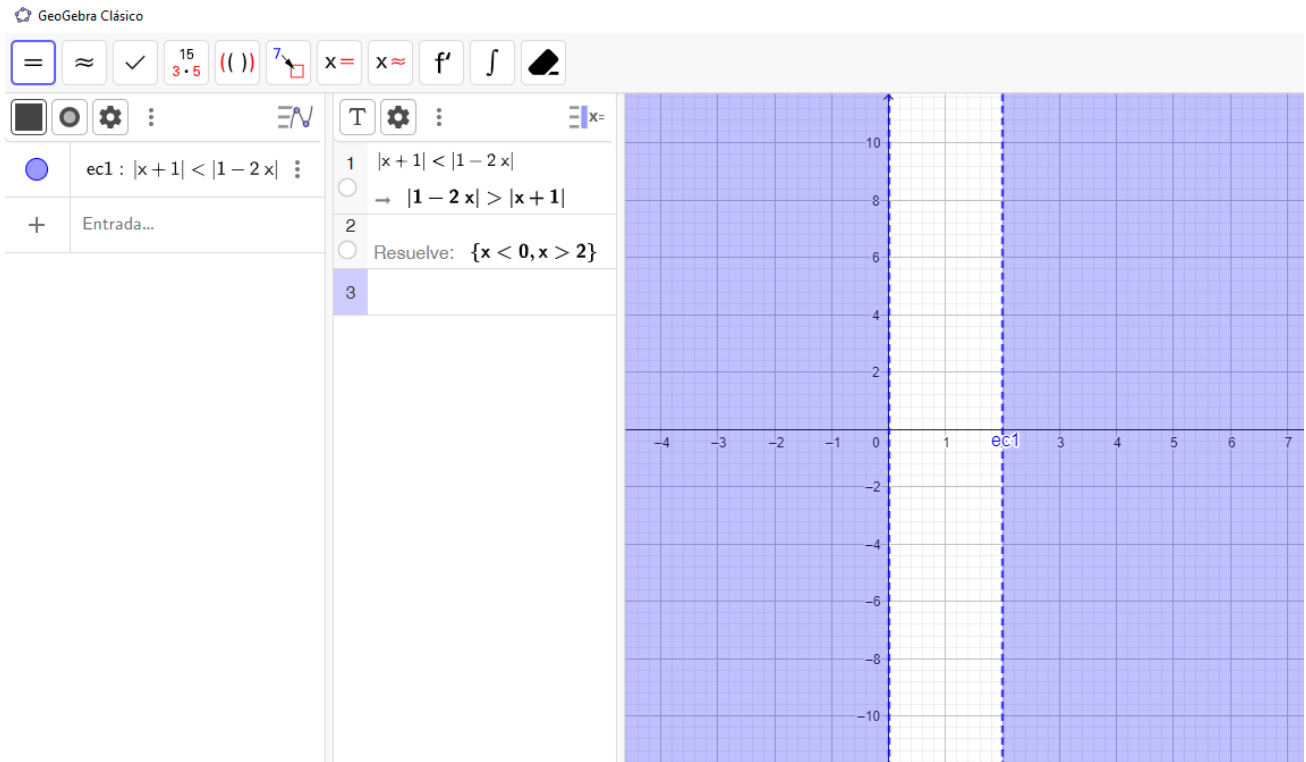 GeoGebra Clásico
= ≈ ✓ 15 3 • 5 (( )) 7 x = x ≈ f′ ∫
T x=
ec1 : |x + 1| < |1 − 2 x|
Entrada...
1 |x + 1| < |1 − 2 x|
→ |1 − 2 x| > |x + 1|
2
Resuelve: {x < 0, x > 2}
3
10
8
6
4
2
−4 −3 −2 −1 0 1 ec1 3 4 5 6 7
−2
−4
−6
−8
−10